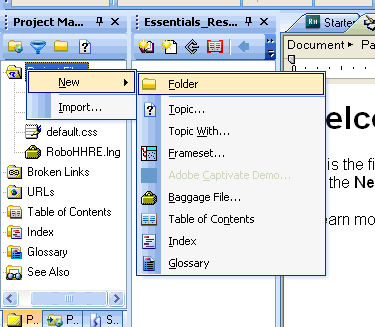 Project Ma...
Essentials_Res...
Starte
Document Par
New
Import...
default.css
RoboHHRE.lng
Broken Links
URLs
Table of Contents
Index
Glossary
See Also
P...
P...
S...
Folder
Topic...
Topic With...
Frameset...
Adobe Captivate Demo...
Baggage File...
Table of Contents
Index
Glossary
elco
is the fi
the Ne
arn mo